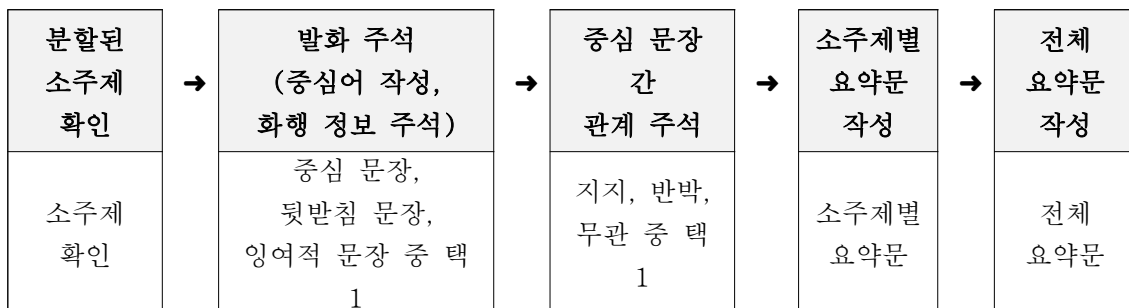 분할된
소주제
확인
➜
발화 주석
(중심어 작성,
화행 정보 주석)
➜
중심 문장
간
관계 주석
➜
소주제별
요약문
작성
➜
전체
요약문
작성
소주제
확인
중심 문장,
뒷받침 문장,
잉여적 문장 중 택
1
지지, 반박,
무관 중 택
1
소주제별
요약문
전체
요약문